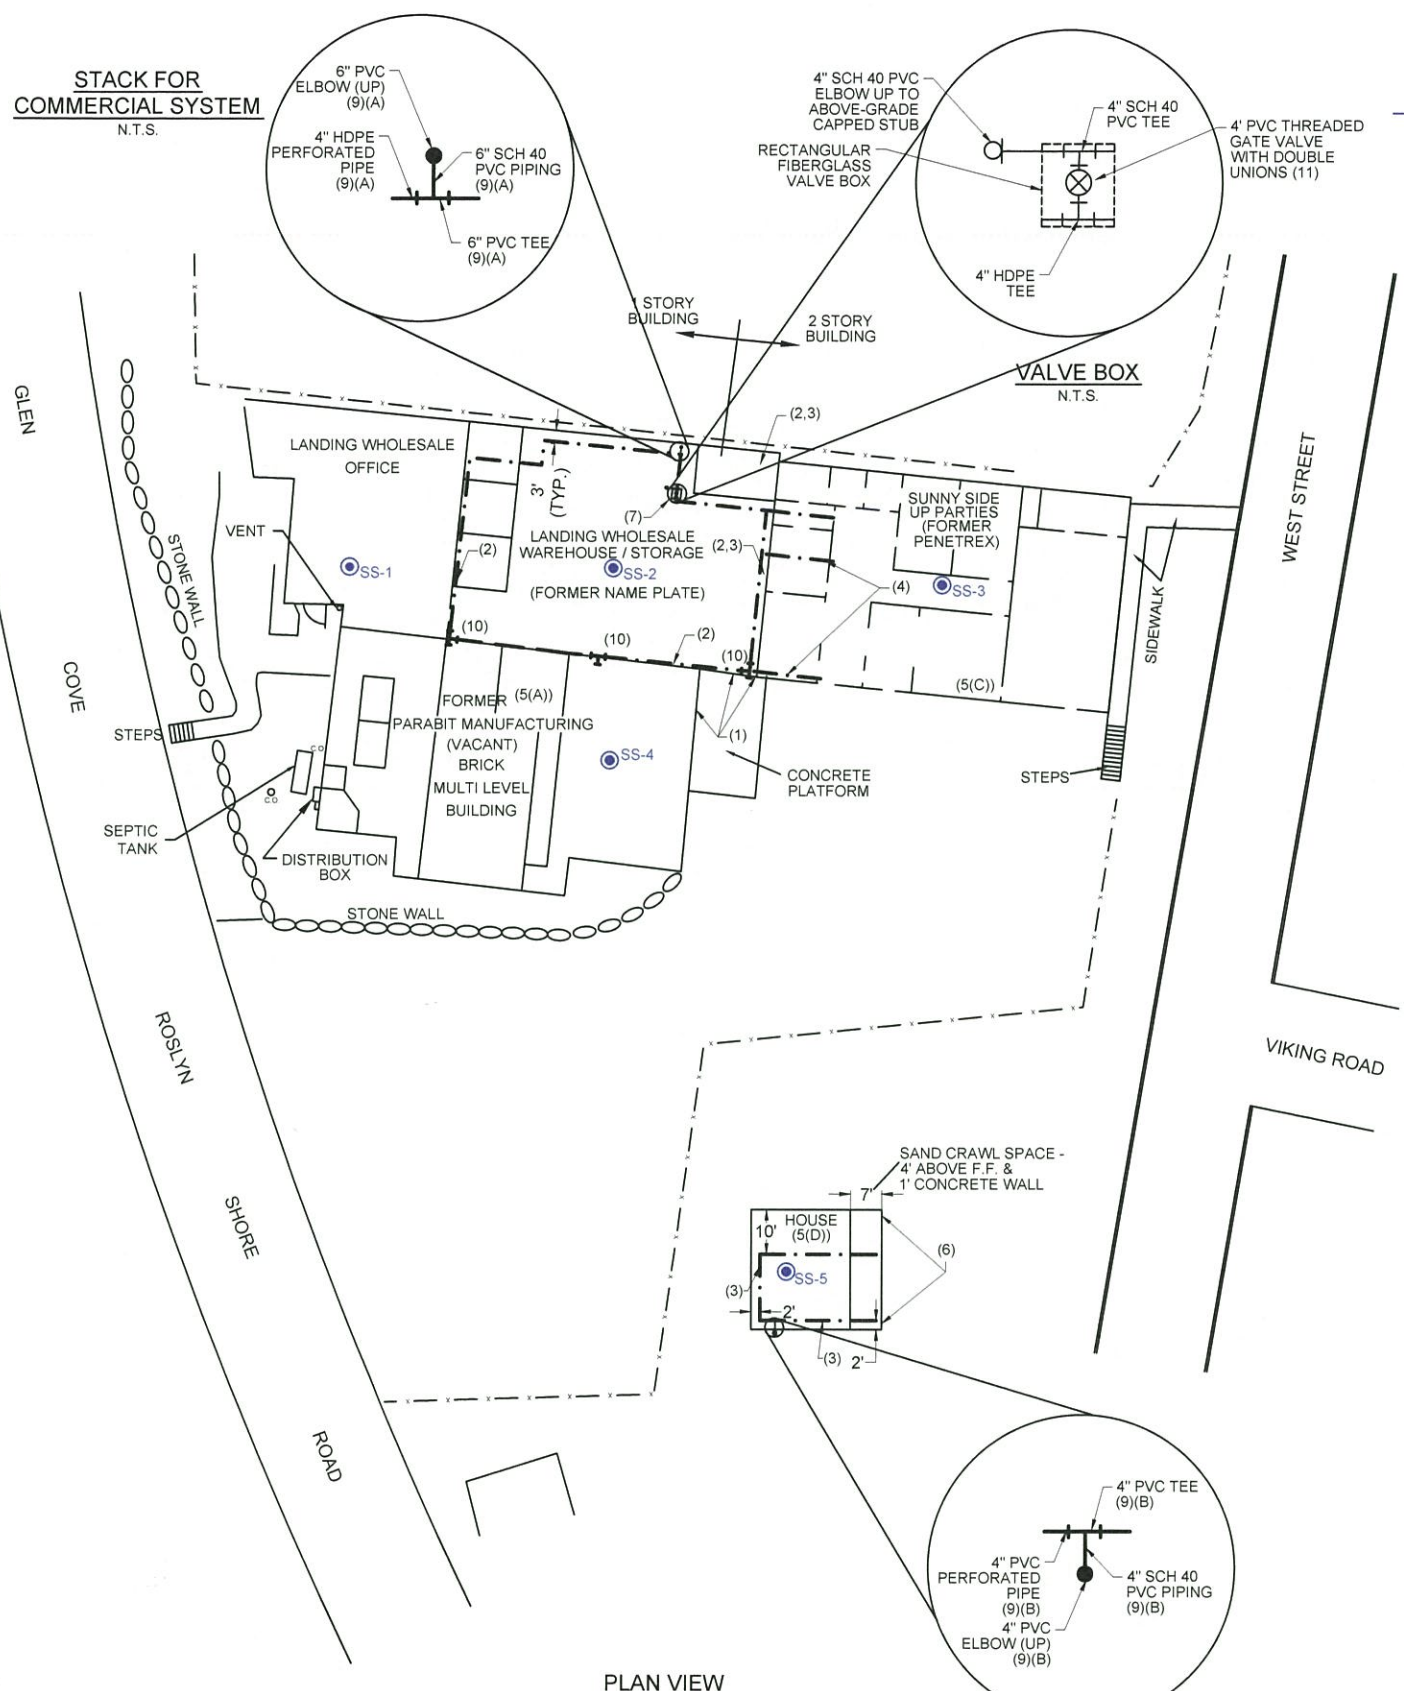 STACK FOR
COMMERCIAL SYSTEM
N.T.S.
6" PVC
ELBOW (UP)
(9)(A)
4" HDPE
PERFORATED
PIPE
(9)(A)
6" SCH 40
PVC PIPING
(9)(A)
6" PVC TEE
(9)(A)
4" SCH 40 PVC
ELBOW UP TO
ABOVE-GRADE
CAPPED STUB
RECTANGULAR
FIBERGLASS
VALVE BOX
4" SCH 40
PVC TEE
4' PVC THREADED
GATE VALVE
WITH DOUBLE
UNIONS (11)
4" HDPE
TEE
VALVE BOX
N.T.S.
1 STORY
BUILDING
2 STORY
BUILDING
(2,3)
GLEN
COVE
ROSLYN
SHORE
ROAD
LANDING WHOLESALE
OFFICE
VENT
STONE WALL
SS-1
(2)
3'
(TYP.)
(7)
LANDING WHOLESALE
WAREHOUSE / STORAGE
SS-2
(FORMER NAME PLATE)
(2,3)
SUNNY SIDE
UP PARTIES
(FORMER
PENETREX)
SS-3
(4)
(5(C))
SIDEWALK
WEST STREET
(10)
(10)
(2)
(10)
(1)
FORMER (5(A))
PARABIT MANUFACTURING
(VACANT)
BRICK
MULTI LEVEL
BUILDING
SS-4
CONCRETE
PLATFORM
STEPS
STEPS
C O
C O
SEPTIC
TANK
DISTRIBUTION
BOX
STONE WALL
VIKING ROAD
SAND CRAWL SPACE -
4' ABOVE F.F. &
1' CONCRETE WALL
7'
10'
HOUSE
(5(D))
(6)
SS-5
(3)
2'
(3)
2'
4" PVC TEE
(9)(B)
4" PVC
PERFORATED
PIPE
(9)(B)
4" SCH 40
PVC PIPING
(9)(B)
4" PVC
ELBOW (UP)
(9)(B)
PLAN VIEW